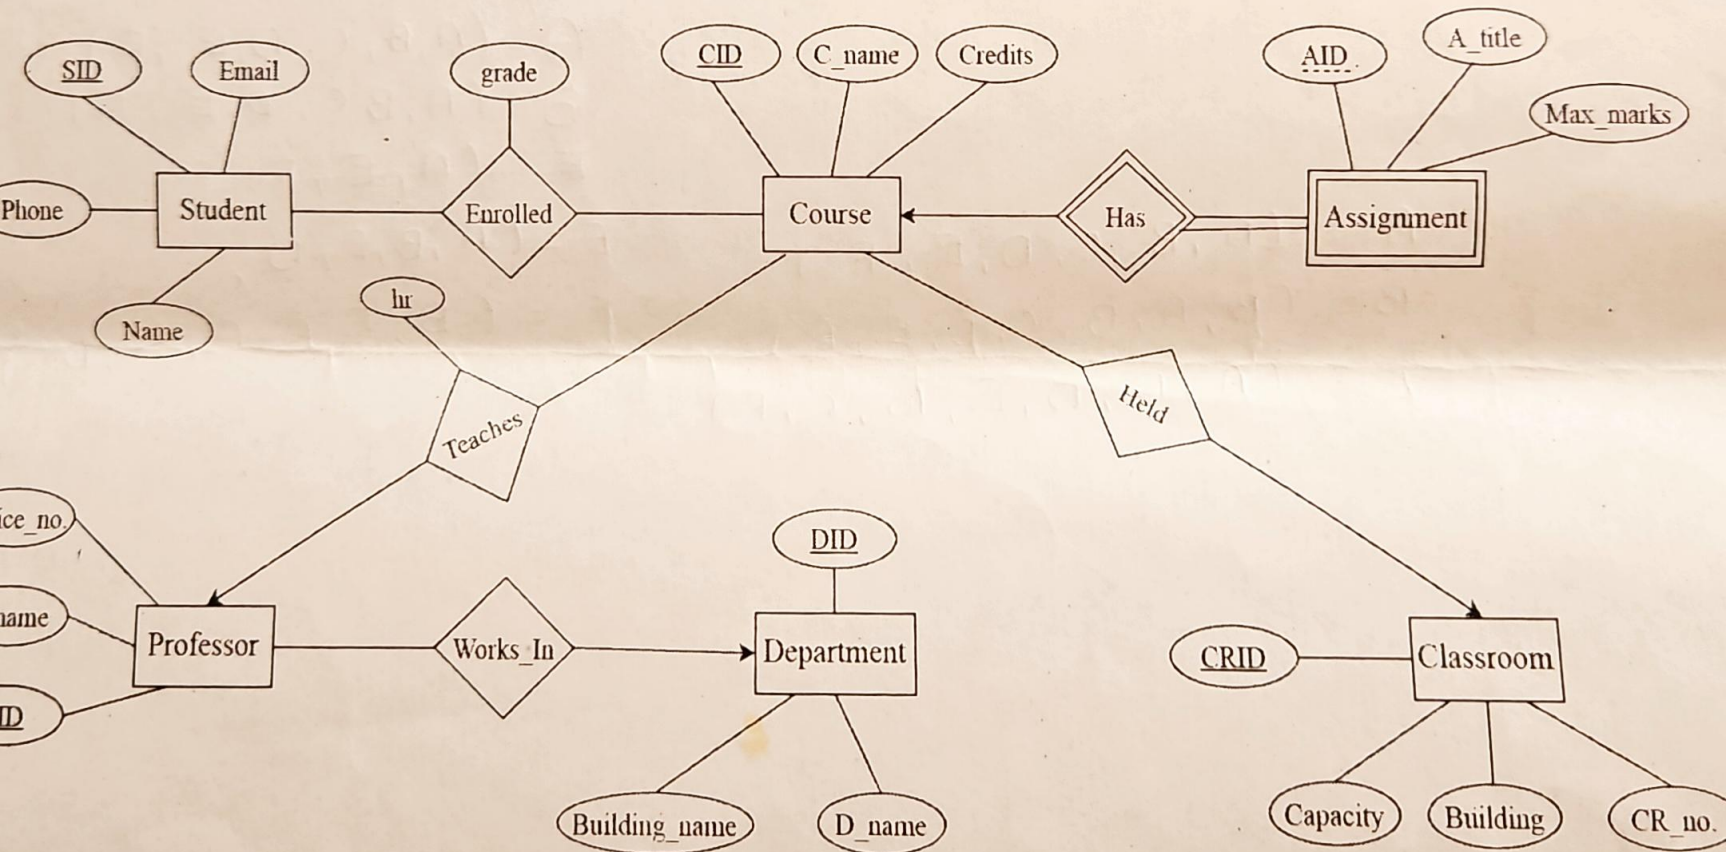 A_title
SID
Email
grade
CID
C_name
Credits
AID
Max_marks
Phone
Student
Enrolled
Course
Has
Assignment
hr
Name
Held
Teaches
ice_no.
DID
name
Professor
Works_In
Department
CRID
Classroom
ID
Building_name
D_name
Capacity
Building
CR_no.